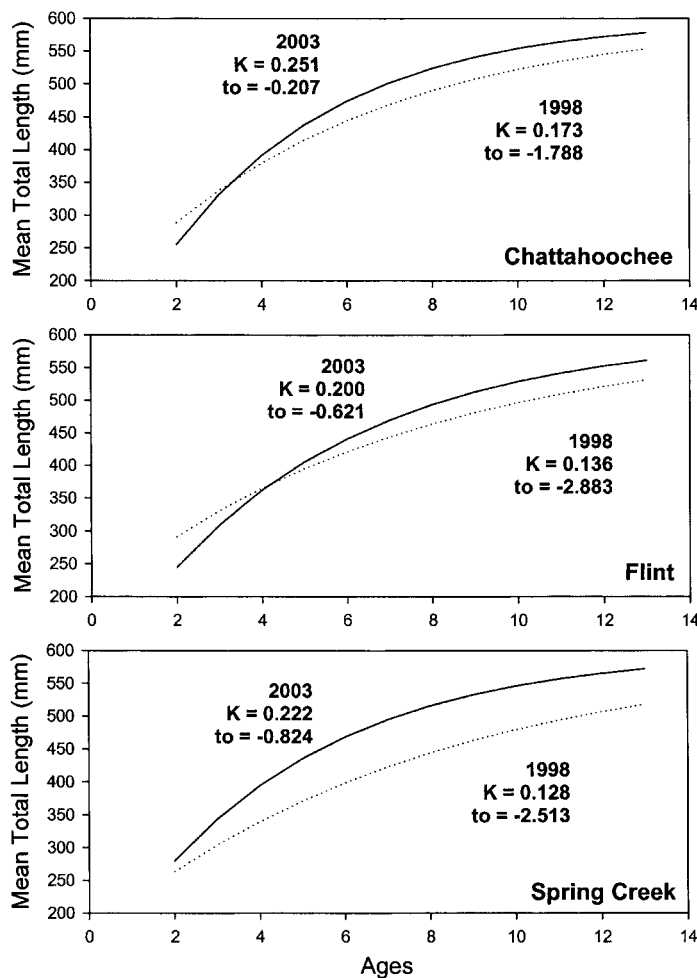 600
550
500
450
400
350
300
250
200
Mean Total Length (mm)
2003
K = 0.251
to = -0.207
1998
K = 0.173
to = -1.788
Chattahoochee
0 2 4 6 8 10 12 14
600
550
500
450
400
350
300
250
200
Mean Total Length (mm)
2003
K = 0.200
to = -0.621
1998
K = 0.136
to = -2.883
Flint
0 2 4 6 8 10 12 14
600
550
500
450
400
350
300
250
200
Mean Total Length (mm)
2003
K = 0.222
to = -0.824
1998
K = 0.128
to = -2.513
Spring Creek
0 2 4 6 8 10 12 14
Ages